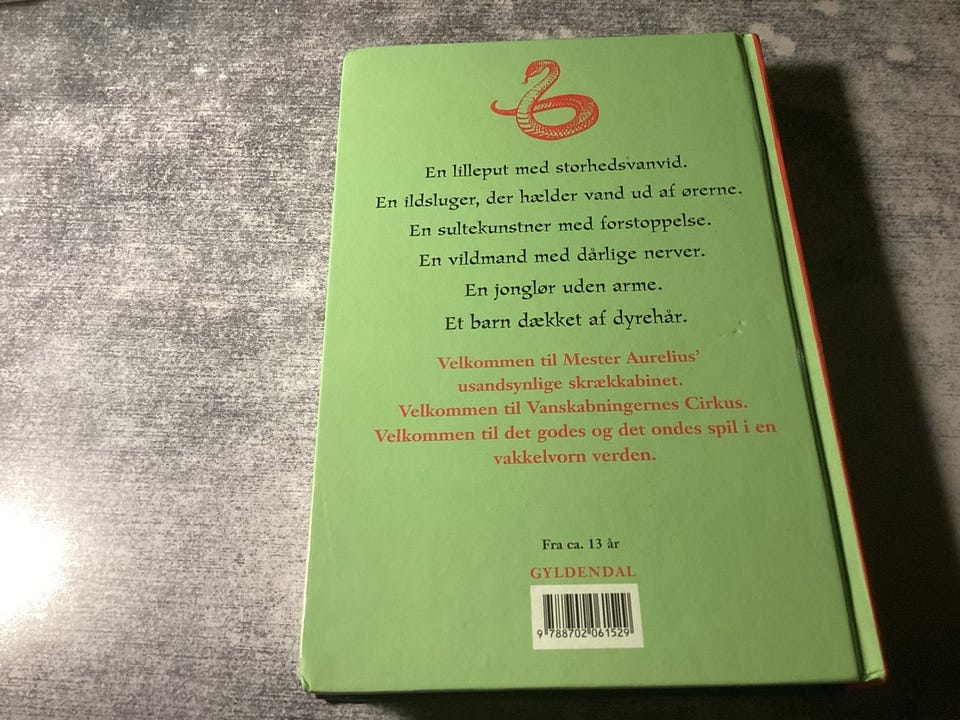 En lilleput med storhedsvanvid.
En ildsluger, der hælder vand ud af ørerne.
En sultekunstner med forstoppelse.
En vildmand med dårlige nerver.
En jonglør uden arme.
Et barn dækket af dyrehår.
Velkommen til Mester Aurelius'
usandsynlige skrækkabinet.
Velkommen til Vanskabningernes Cirkus.
Velkommen til det godes og det ondes spil i en
vakkelvorn verden.
Fra ca. 13 år
GYLDENDAL
9 788702 061529